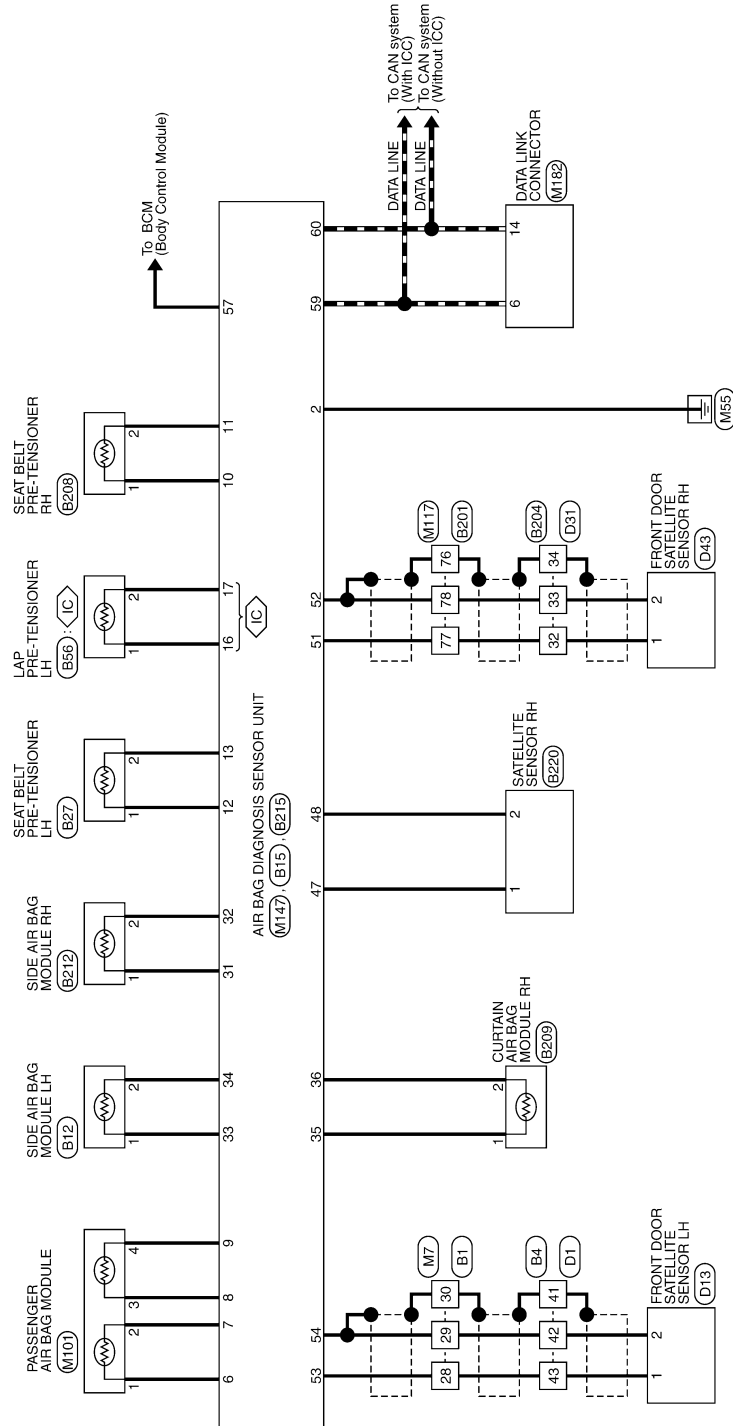 PASSENGER
AIR BAG MODULE
M101
1 2 3 4
6 7 8 9
SIDE AIR BAG
MODULE LH
B12
1 2
33 34
SIDE AIR BAG
MODULE RH
B212
1 2
31 32
SEAT BELT
PRE-TENSIONER
LH
B27
1 2
12 13
LAP
PRE-TENSIONER
LH
B56 : IC
1 2
16 17
IC
SEAT BELT
PRE-TENSIONER
RH
B208
1 2
10 11
To BCM
(Body Control Module)
57
AIR BAG DIAGNOSIS SENSOR UNIT
M147 , B15 , B215
53 54
28 29 30
M7
B1
43 42 41
B4
D1
1 2
FRONT DOOR
SATELLITE
SENSOR LH
D13
35 36
1 2
CURTAIN
AIR BAG
MODULE RH
B209
47 48
1 2
SATELLITE
SENSOR RH
B220
51 52
77 78 76
M117
B201
32 33 34
B204
D31
1 2
FRONT DOOR
SATELLITE
SENSOR RH
D43
2
M55
59 60
DATA LINE
DATA LINE
To CAN system
(With ICC)
To CAN system
(Without ICC)
6 14
DATA LINK
CONNECTOR
M182